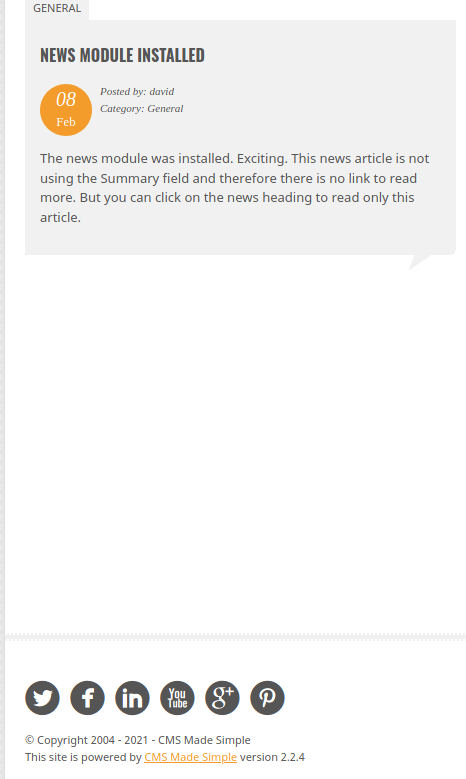 GENERAL
NEWS MODULE INSTALLED
08
Feb
Posted by: david
Category: General
The news module was installed. Exciting. This news article is not
using the Summary field and therefore there is no link to read
more. But you can click on the news heading to read only this
article.
You
Tube
g+
© Copyright 2004 - 2021 - CMS Made Simple
This site is powered by CMS Made Simple version 2.2.4